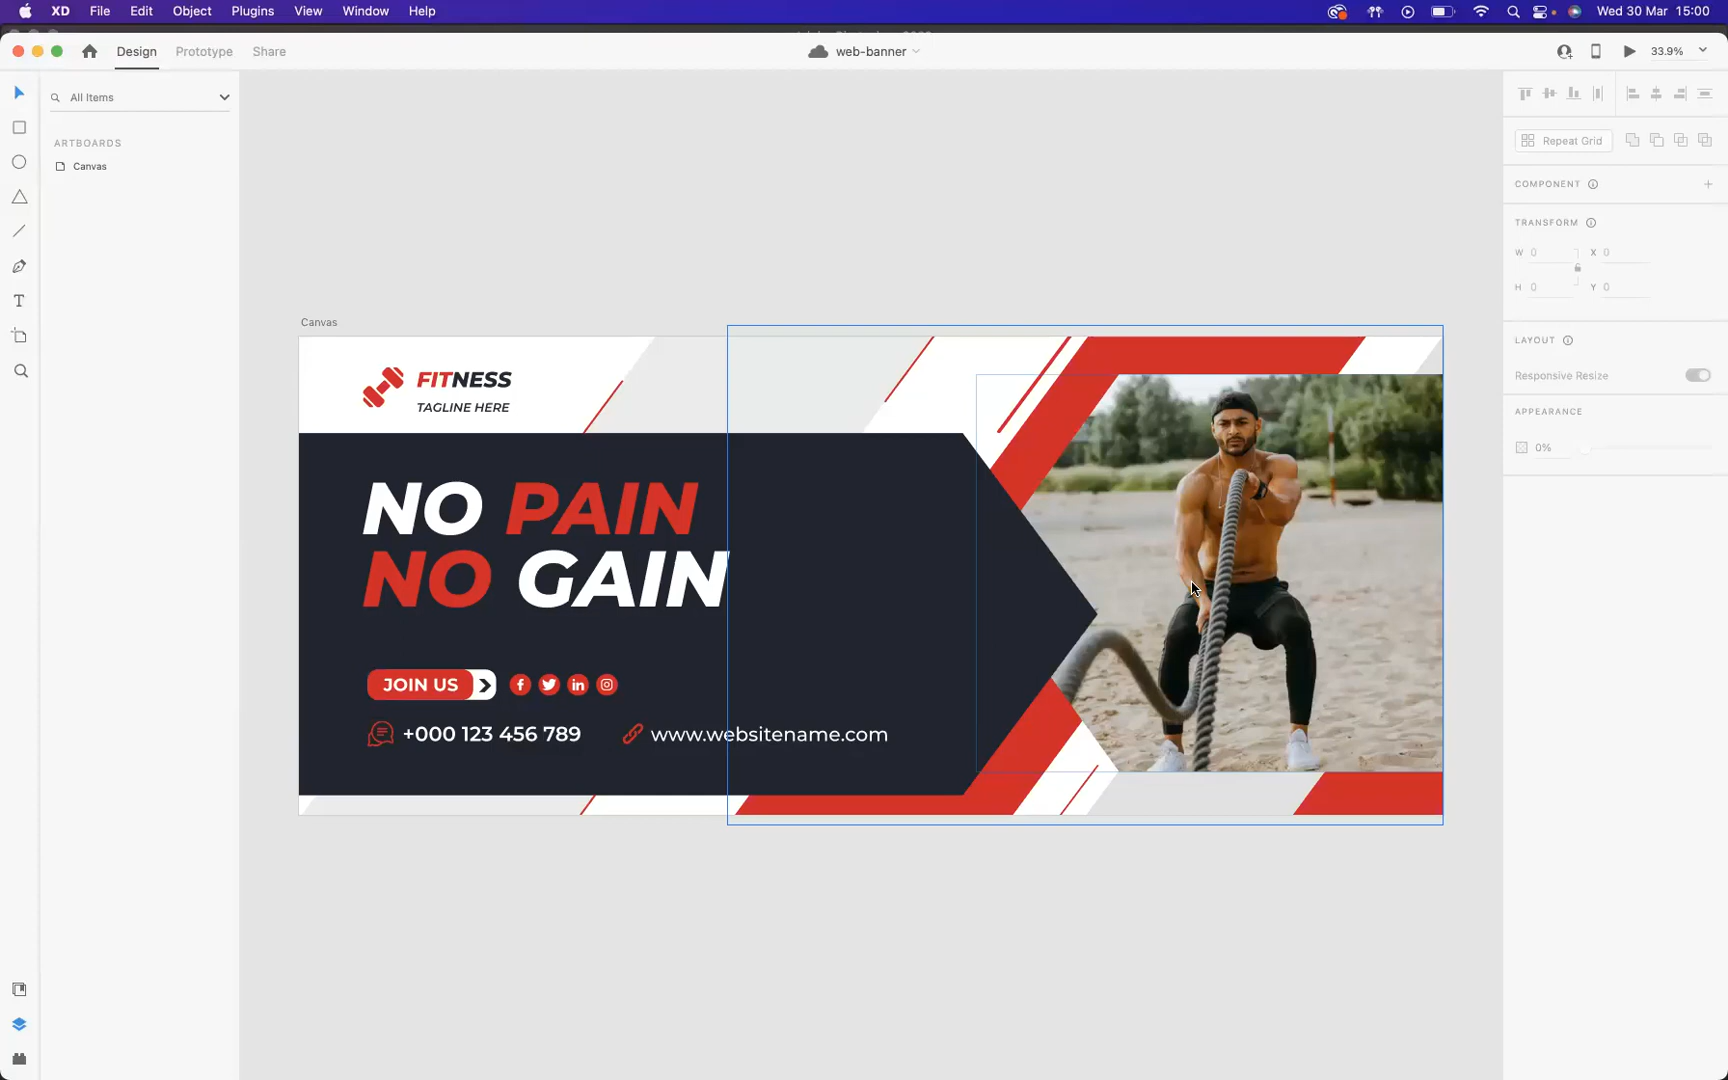 XD File Edit Object Plugins View Window Help Wed 30 Mar 15:00
Design Prototype Share web-banner 33.9%
All Items
ARTBOARDS
Canvas
Canvas
FITNESS
TAGLINE HERE
NO PAIN
NO GAIN
JOIN US
+000 123 456 789 www.websitename.com
Repeat Grid
COMPONENT
TRANSFORM
W 0 X 0
H 0 Y 0
LAYOUT
Responsive Resize
APPEARANCE
0%